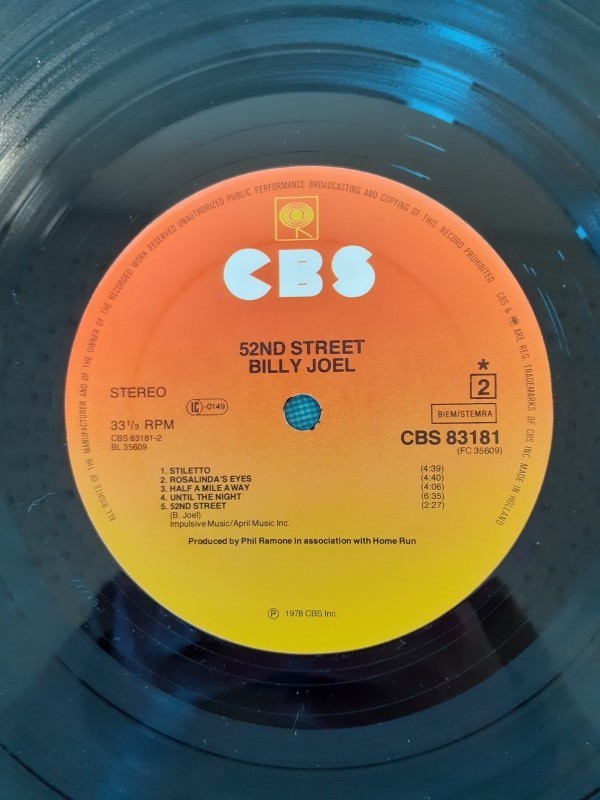 ALL RIGHTS OF THE MANUFACTURER AND OF THE OWNER OF THE RECORDED WORK RESERVED UNAUTHORIZED PUBLIC PERFORMANCE BROADCASTING AND COPYING OF THIS RECORD PROHIBITED
CBS & ARE REG. TRADEMARKS OF CBS INC. MADE IN HOLLAND
CBS
52ND STREET
BILLY JOEL
*
STEREO
2
IC -0149
BIEM/STEMRA
33 1/3 RPM
CBS 83181
CBS 83181-2
(FC 35609)
BL 35609
1. STILETTO (4:39)
2. ROSALINDA'S EYES (4:40)
3. HALF A MILE AWAY (4:06)
4. UNTIL THE NIGHT (6:35)
5. 52ND STREET (2:27)
(B. Joel)
Impulsive Music/April Music Inc.
Produced by Phil Ramone in association with Home Run
℗ 1978 CBS Inc.